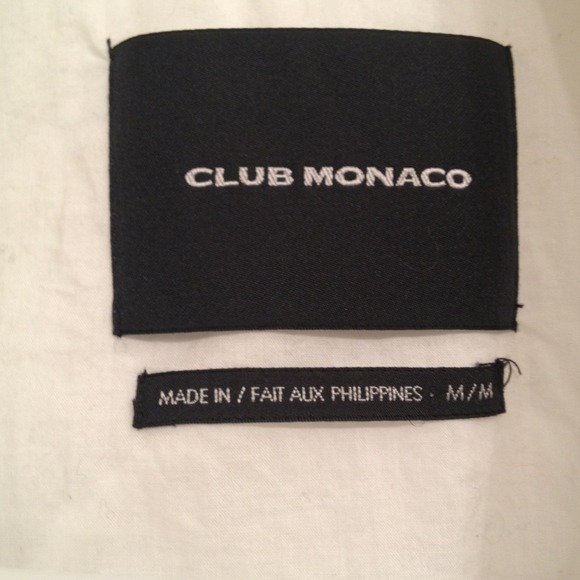 CLUB MONACO
MADE IN / FAIT AUX PHILIPPINES · M/M